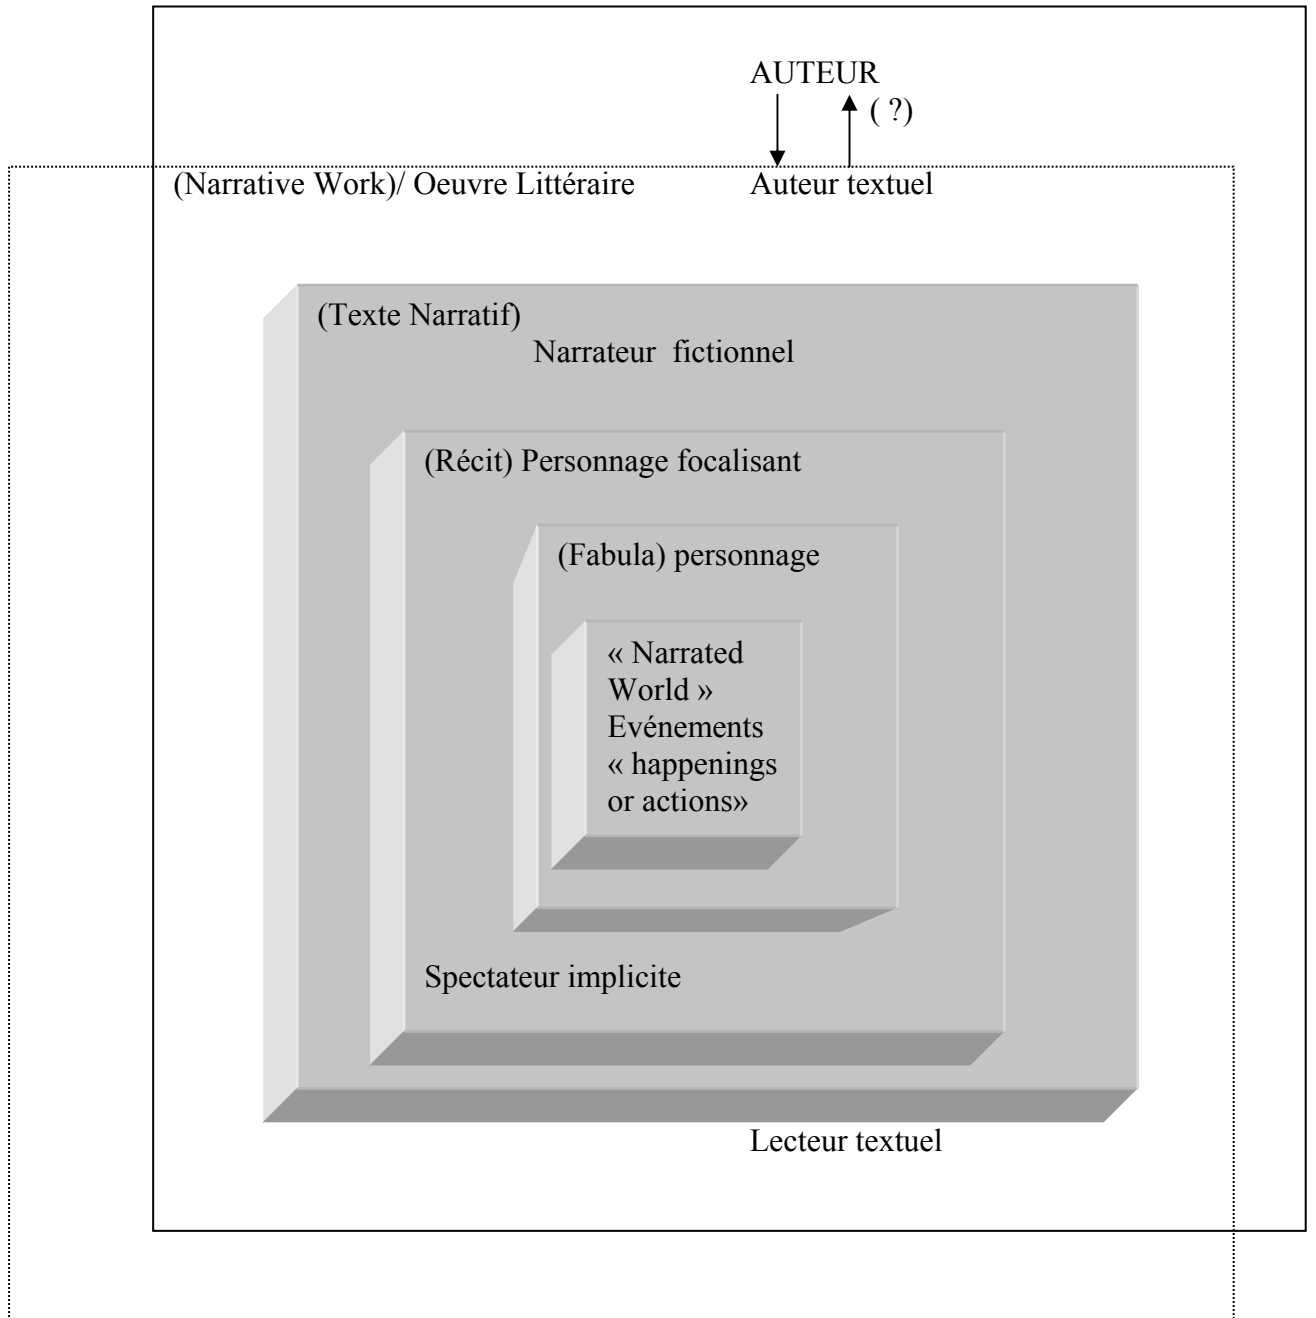 AUTEUR
( ?)
(Narrative Work)/ Oeuvre Littéraire Auteur textuel
(Texte Narratif)
Narrateur fictionnel
(Récit) Personnage focalisant
(Fabula) personnage
« Narrated
World »
Evénements
« happenings
or actions»
Spectateur implicite
Lecteur textuel